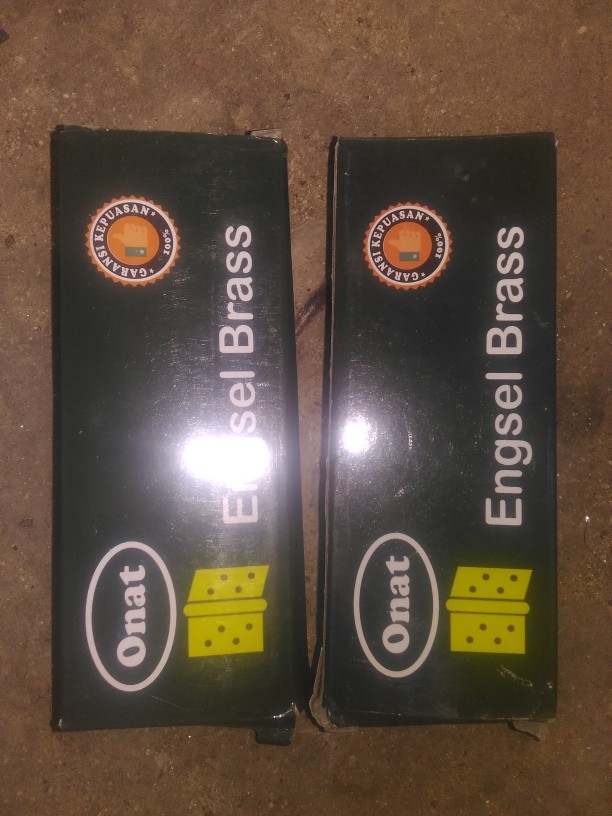 Onat
Engsel Brass
GARANSI KEPUASAN
100%
Onat
Engsel Brass
GARANSI KEPUASAN
100%